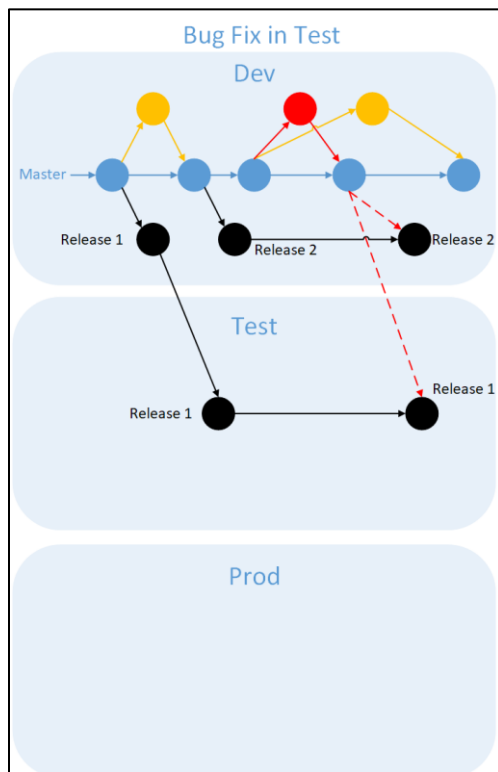 Bug Fix in Test
Dev
Master
Release 1
Release 2
Release 2
Test
Release 1
Release 1
Prod